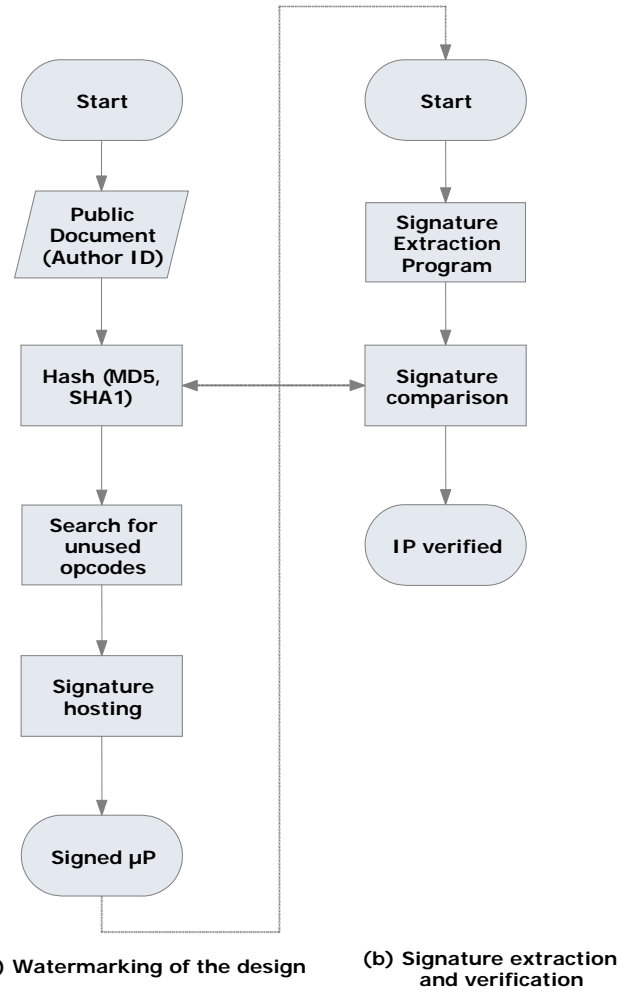 Start
Public
Document
(Author ID)
Hash (MD5,
SHA1)
Search for
unused
opcodes
Signature
hosting
Signed µP
) Watermarking of the design
Start
Signature
Extraction
Program
Signature
comparison
IP verified
(b) Signature extraction
and verification